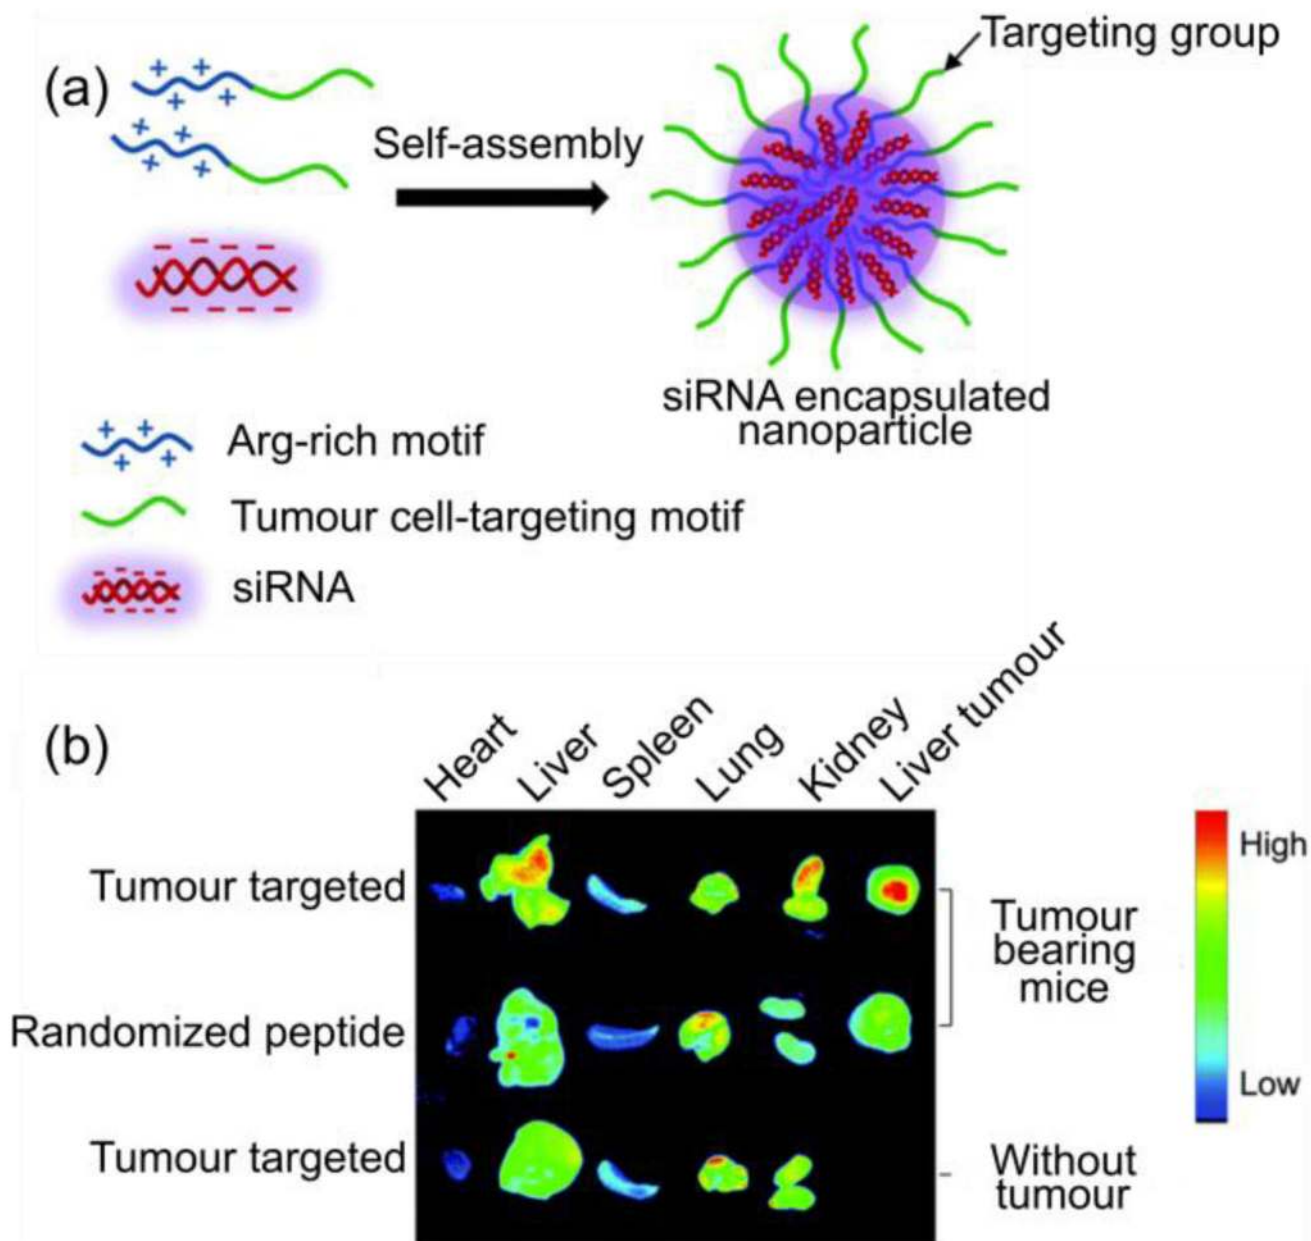 (a)
Targeting group
Self-assembly
siRNA encapsulated
nanoparticle
Arg-rich motif
Tumour cell-targeting motif
siRNA
(b)
Heart
Liver
Spleen
Lung
Kidney
Liver tumour
Tumour targeted
Randomized peptide
Tumour targeted
Tumour
bearing
mice
Without
tumour
High
Low